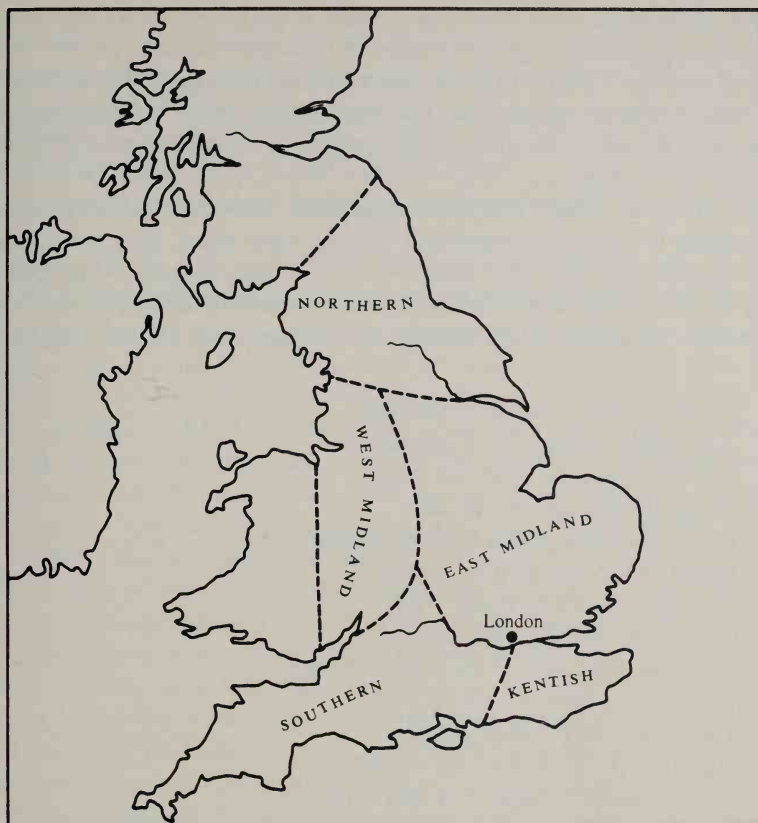 NORTHERN
WEST MIDLAND
EAST MIDLAND
London
KENTISH
SOUTHERN